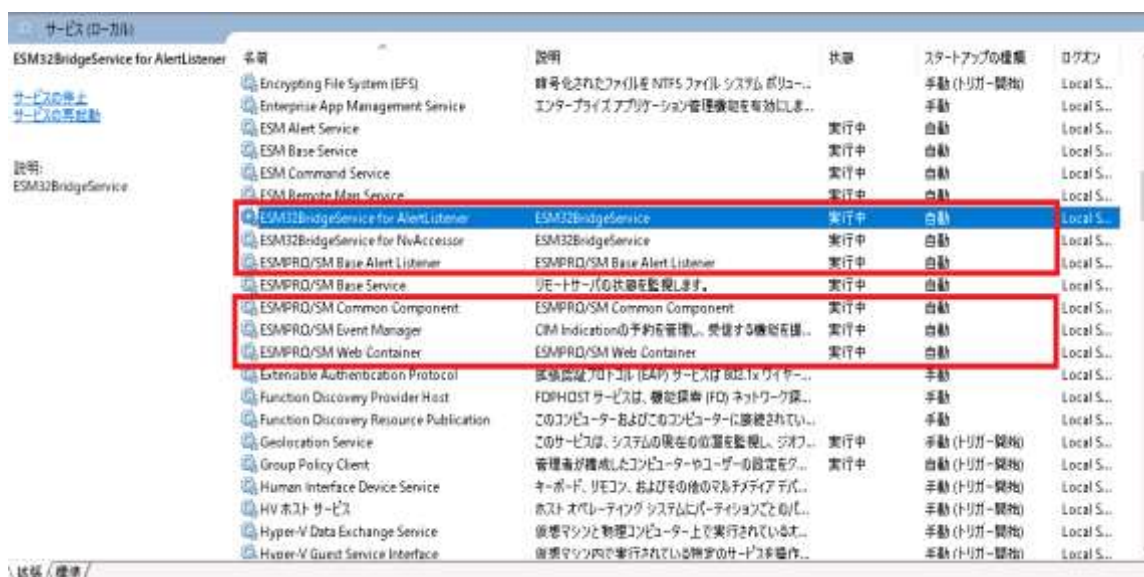 サービス (ローカル)
ESM32BridgeService for AlertListener
サービスの停止
サービスの再起動
説明:
ESM32BridgeService
名前 説明 状態 スタートアップの種類 ログオン
Encrypting File System (EFS) 暗号化されたファイルを NTFS ファイル システム ボリュー... 手動 (トリガー開始) Local S...
Enterprise App Management Service エンタープライズ アプリケーション管理機能を有効にしま... 手動 Local S...
ESM Alert Service 実行中 自動 Local S...
ESM Base Service 実行中 自動 Local S...
ESM Command Service 実行中 自動 Local S...
ESM Remote Map Service 実行中 自動 Local S...
ESM32BridgeService for AlertListener ESM32BridgeService 実行中 自動 Local S...
ESM32BridgeService for NvAccessor ESM32BridgeService 実行中 自動 Local S...
ESMPRO/SM Base Alert Listener ESMPRO/SM Base Alert Listener 実行中 自動 Local S...
ESMPRO/SM Base Service リモートサーバの状態を監視します。 実行中 自動 Local S...
ESMPRO/SM Common Component ESMPRO/SM Common Component 実行中 自動 Local S...
ESMPRO/SM Event Manager CIM Indicationの予約を管理し、受信する機能を提... 実行中 自動 Local S...
ESMPRO/SM Web Container ESMPRO/SM Web Container 実行中 自動 Local S...
Extensible Authentication Protocol 拡張認証プロトコル (EAP) サービスは 802.1x ワイヤー... 手動 Local S...
Function Discovery Provider Host FDPHOST サービスは、機能探索 (FD) ネットワーク探... 手動 Local S...
Function Discovery Resource Publication このコンピューターおよびこのコンピューターに接続されてい... 手動 Local S...
Geolocation Service このサービスは、システムの現在の位置を監視し、ジオフ... 実行中 手動 (トリガー開始) Local S...
Group Policy Client 管理者が構成したコンピューターやユーザーの設定をグ... 実行中 自動 (トリガー開始) Local S...
Human Interface Device Service キーボード、リモコン、およびその他のマルチメディア デバ... 手動 (トリガー開始) Local S...
HV ホスト サービス ホスト オペレーティング システムにパーティションごとのパ... 手動 (トリガー開始) Local S...
Hyper-V Data Exchange Service 仮想マシンと物理コンピューター上で実行されているオ... 手動 (トリガー開始) Local S...
Hyper-V Guest Service Interface 仮想マシン内で実行されている特定のサービスを操作... 手動 (トリガー開始) Local S...
拡張 標準